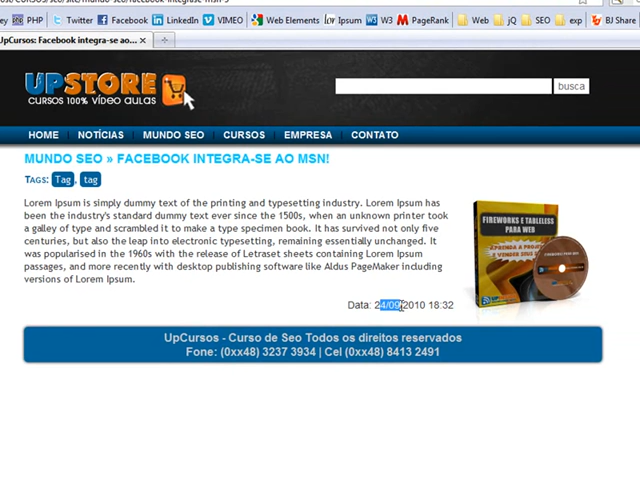 PHP Twitter Facebook LinkedIn VIMEO Web Elements Lorem Ipsum W3 PageRank Web jQ SEO exp BJ Share
UpCursos: Facebook integra-se ao... ×
UPSTORE
CURSOS 100% VÍDEO AULAS
busca
HOME NOTÍCIAS MUNDO SEO CURSOS EMPRESA CONTATO
MUNDO SEO » FACEBOOK INTEGRA-SE AO MSN!
TAGS: Tag , tag
Lorem Ipsum is simply dummy text of the printing and typesetting industry. Lorem Ipsum has
been the industry's standard dummy text ever since the 1500s, when an unknown printer took
a galley of type and scrambled it to make a type specimen book. It has survived not only five
centuries, but also the leap into electronic typesetting, remaining essentially unchanged. It
was popularised in the 1960s with the release of Letraset sheets containing Lorem Ipsum
passages, and more recently with desktop publishing software like Aldus PageMaker including
versions of Lorem Ipsum.
FIREWORKS E TABLELESS
PARA WEB
APRENDA A PROJETAR
E VENDER SEUS
Data: 24/09/2010 18:32
UpCursos - Curso de Seo Todos os direitos reservados
Fone: (0xx48) 3237 3934 | Cel (0xx48) 8413 2491